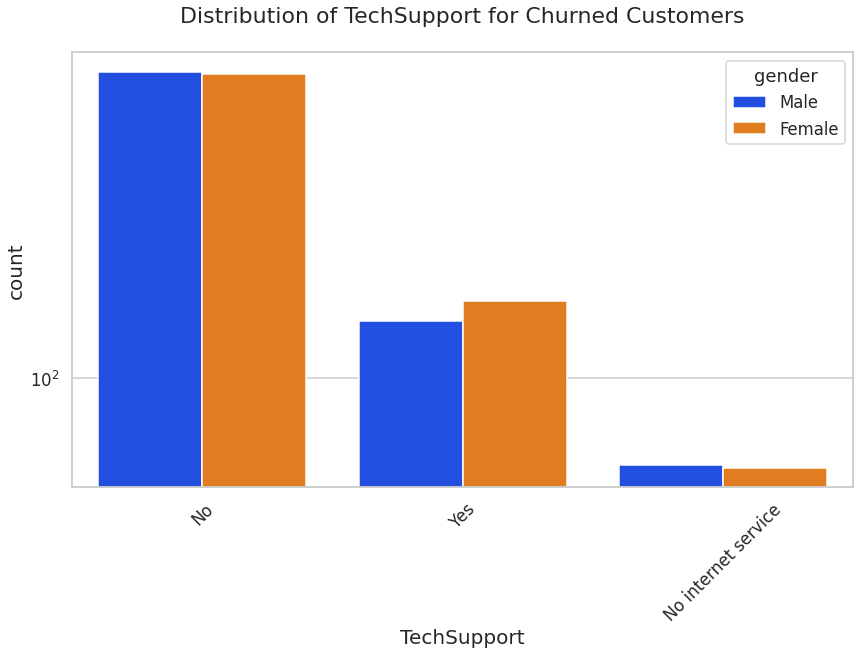 Distribution of TechSupport for Churned Customers
gender
Male
Female
count
10²
No
Yes
No internet service
TechSupport